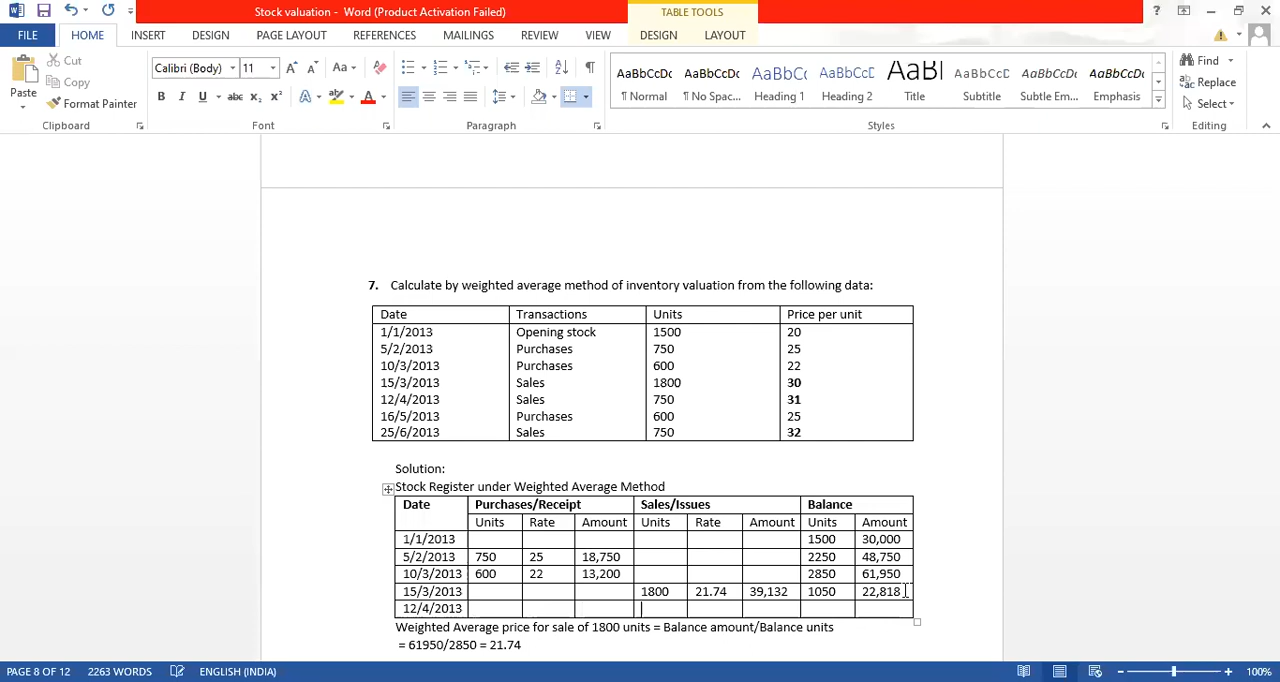 Stock valuation - Word (Product Activation Failed)
TABLE TOOLS
?
FILE HOME INSERT DESIGN PAGE LAYOUT REFERENCES MAILINGS REVIEW VIEW DESIGN LAYOUT
Paste
Cut
Copy
Format Painter
Clipboard
Calibri (Body) 11 A A Aa
B I U abc x₂ x² A ab A
Font
Paragraph
AaBbCcDc AaBbCcDc AaBbCc AaBbCcD AaBl AaBbCcD AaBbCcDc AaBbCcDc
¶ Normal ¶ No Spac... Heading 1 Heading 2 Title Subtitle Subtle Em... Emphasis
Styles
Find
Replace
Select
Editing
7. Calculate by weighted average method of inventory valuation from the following data:
Date Transactions Units Price per unit
1/1/2013 Opening stock 1500 20
5/2/2013 Purchases 750 25
10/3/2013 Purchases 600 22
15/3/2013 Sales 1800 30
12/4/2013 Sales 750 31
16/5/2013 Purchases 600 25
25/6/2013 Sales 750 32
Solution:
Stock Register under Weighted Average Method
Date Purchases/Receipt Sales/Issues Balance
Units Rate Amount Units Rate Amount Units Amount
1/1/2013 1500 30,000
5/2/2013 750 25 18,750 2250 48,750
10/3/2013 600 22 13,200 2850 61,950
15/3/2013 1800 21.74 39,132 1050 22,818
12/4/2013
Weighted Average price for sale of 1800 units = Balance amount/Balance units
= 61950/2850 = 21.74
PAGE 8 OF 12 2263 WORDS ENGLISH (INDIA) 100%